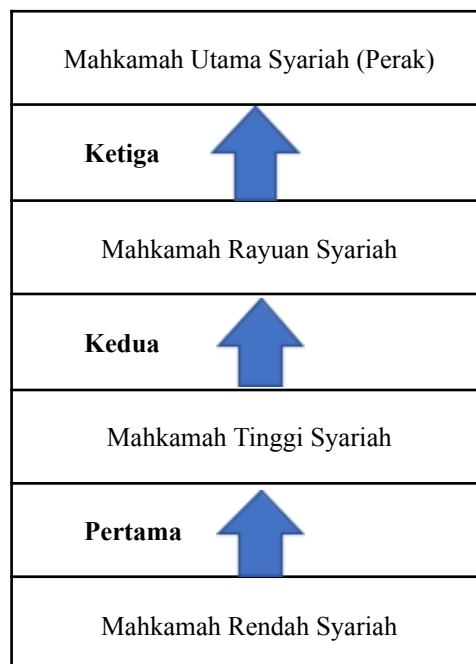 Mahkamah Utama Syariah (Perak)
Ketiga
Mahkamah Rayuan Syariah
Kedua
Mahkamah Tinggi Syariah
Pertama
Mahkamah Rendah Syariah